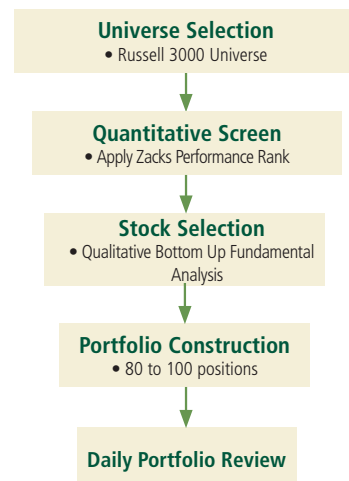 Universe Selection
• Russell 3000 Universe
Quantitative Screen
• Apply Zacks Performance Rank
Stock Selection
• Qualitative Bottom Up Fundamental
Analysis
Portfolio Construction
• 80 to 100 positions
Daily Portfolio Review